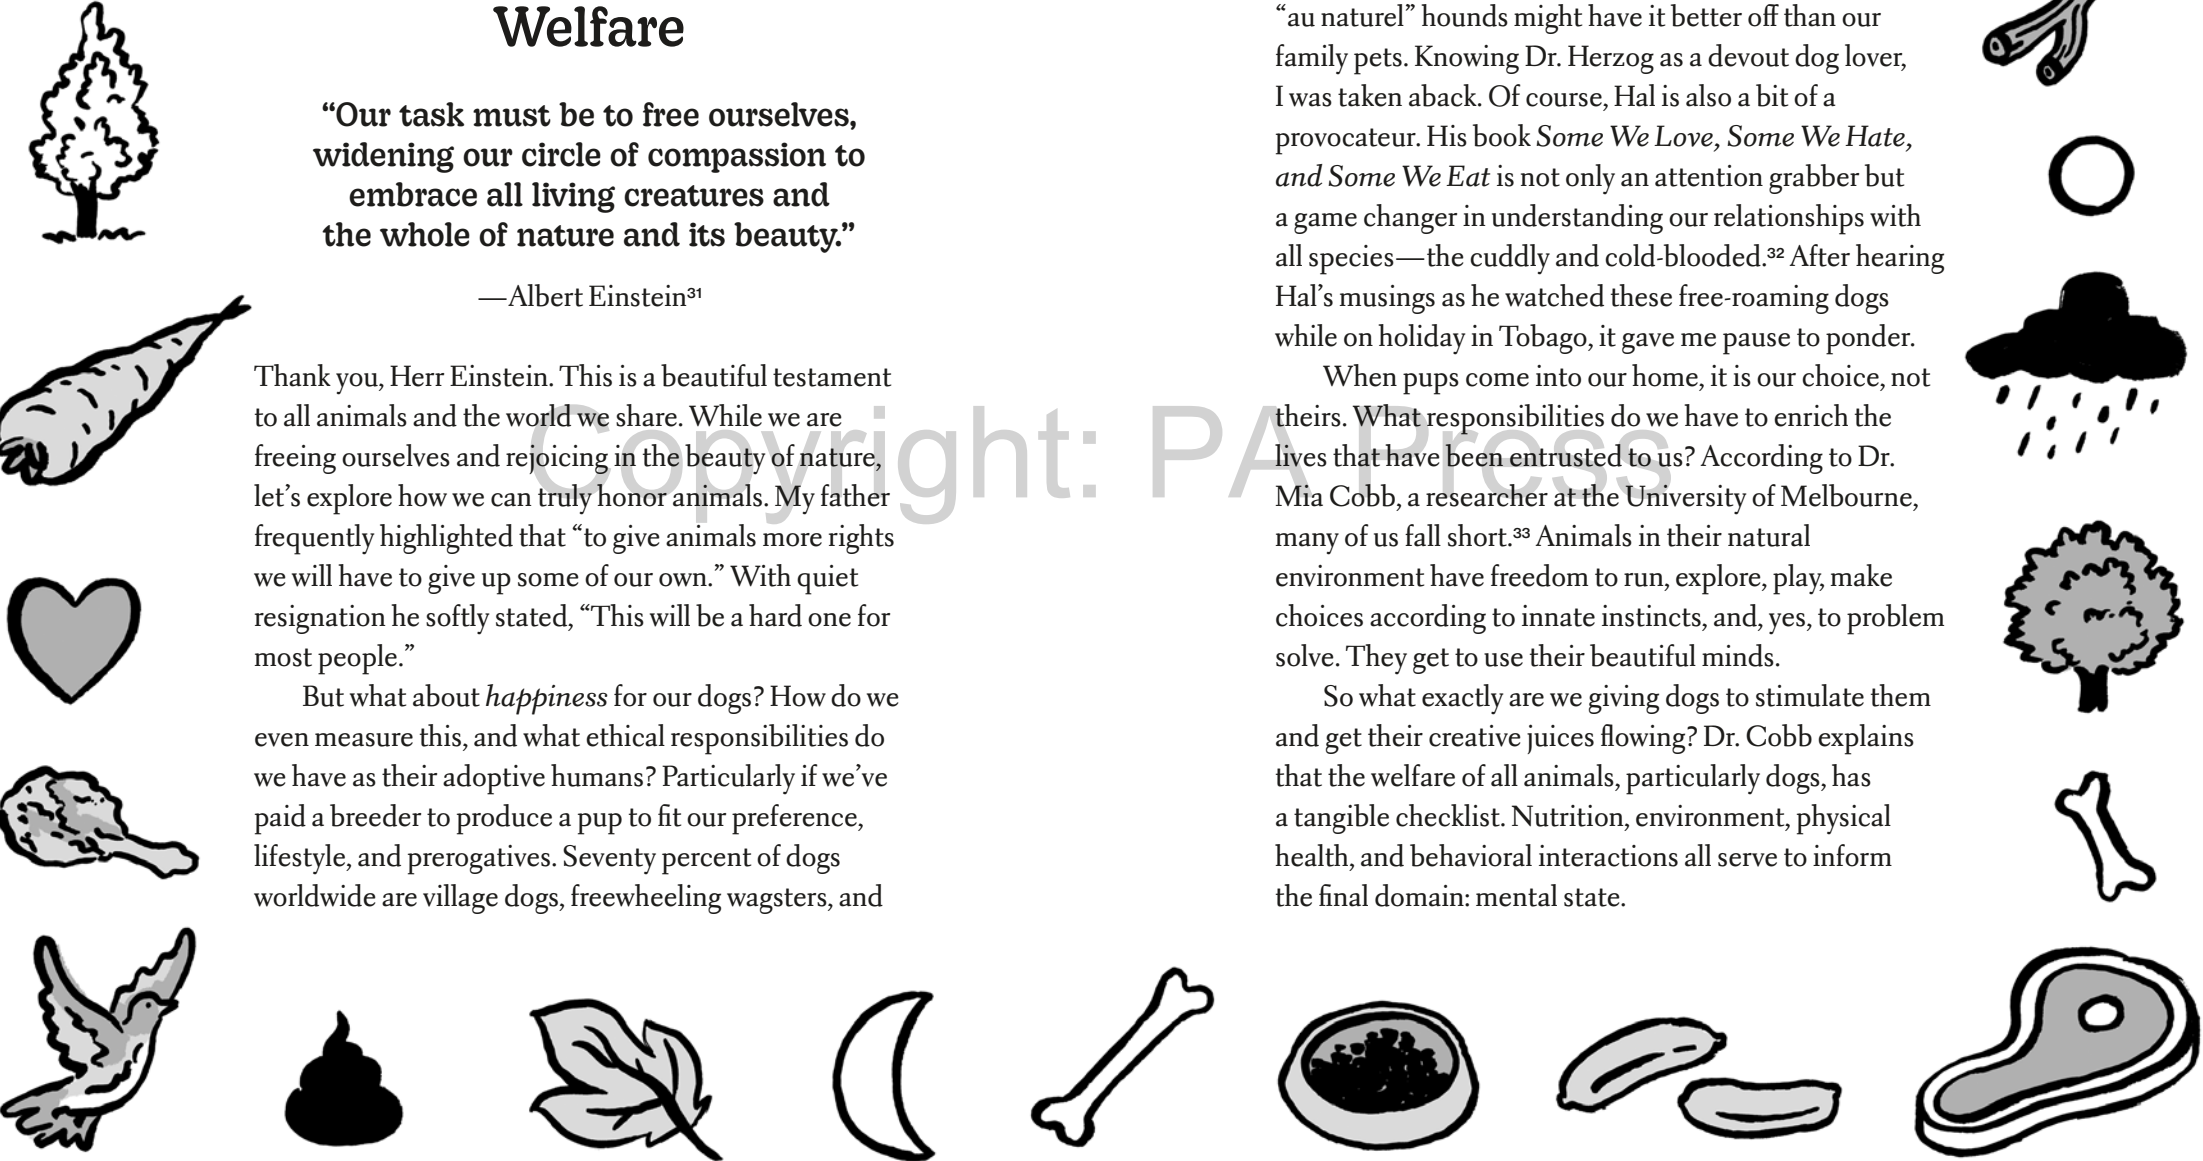 Welfare
“Our task must be to free ourselves,
widening our circle of compassion to
embrace all living creatures and
the whole of nature and its beauty.”
—Albert Einstein³¹
Thank you, Herr Einstein. This is a beautiful testament
to all animals and the world we share. While we are
freeing ourselves and rejoicing in the beauty of nature,
let’s explore how we can truly honor animals. My father
frequently highlighted that “to give animals more rights
we will have to give up some of our own.” With quiet
resignation he softly stated, “This will be a hard one for
most people.”
But what about happiness for our dogs? How do we
even measure this, and what ethical responsibilities do
we have as their adoptive humans? Particularly if we’ve
paid a breeder to produce a pup to fit our preference,
lifestyle, and prerogatives. Seventy percent of dogs
worldwide are village dogs, freewheeling wagsters, and
“au naturel” hounds might have it better off than our
family pets. Knowing Dr. Herzog as a devout dog lover,
I was taken aback. Of course, Hal is also a bit of a
provocateur. His book Some We Love, Some We Hate,
and Some We Eat is not only an attention grabber but
a game changer in understanding our relationships with
all species—the cuddly and cold-blooded.³² After hearing
Hal’s musings as he watched these free-roaming dogs
while on holiday in Tobago, it gave me pause to ponder.
When pups come into our home, it is our choice, not
theirs. What responsibilities do we have to enrich the
lives that have been entrusted to us? According to Dr.
Mia Cobb, a researcher at the University of Melbourne,
many of us fall short.³³ Animals in their natural
environment have freedom to run, explore, play, make
choices according to innate instincts, and, yes, to problem
solve. They get to use their beautiful minds.
So what exactly are we giving dogs to stimulate them
and get their creative juices flowing? Dr. Cobb explains
that the welfare of all animals, particularly dogs, has
a tangible checklist. Nutrition, environment, physical
health, and behavioral interactions all serve to inform
the final domain: mental state.
Copyright: PA Press